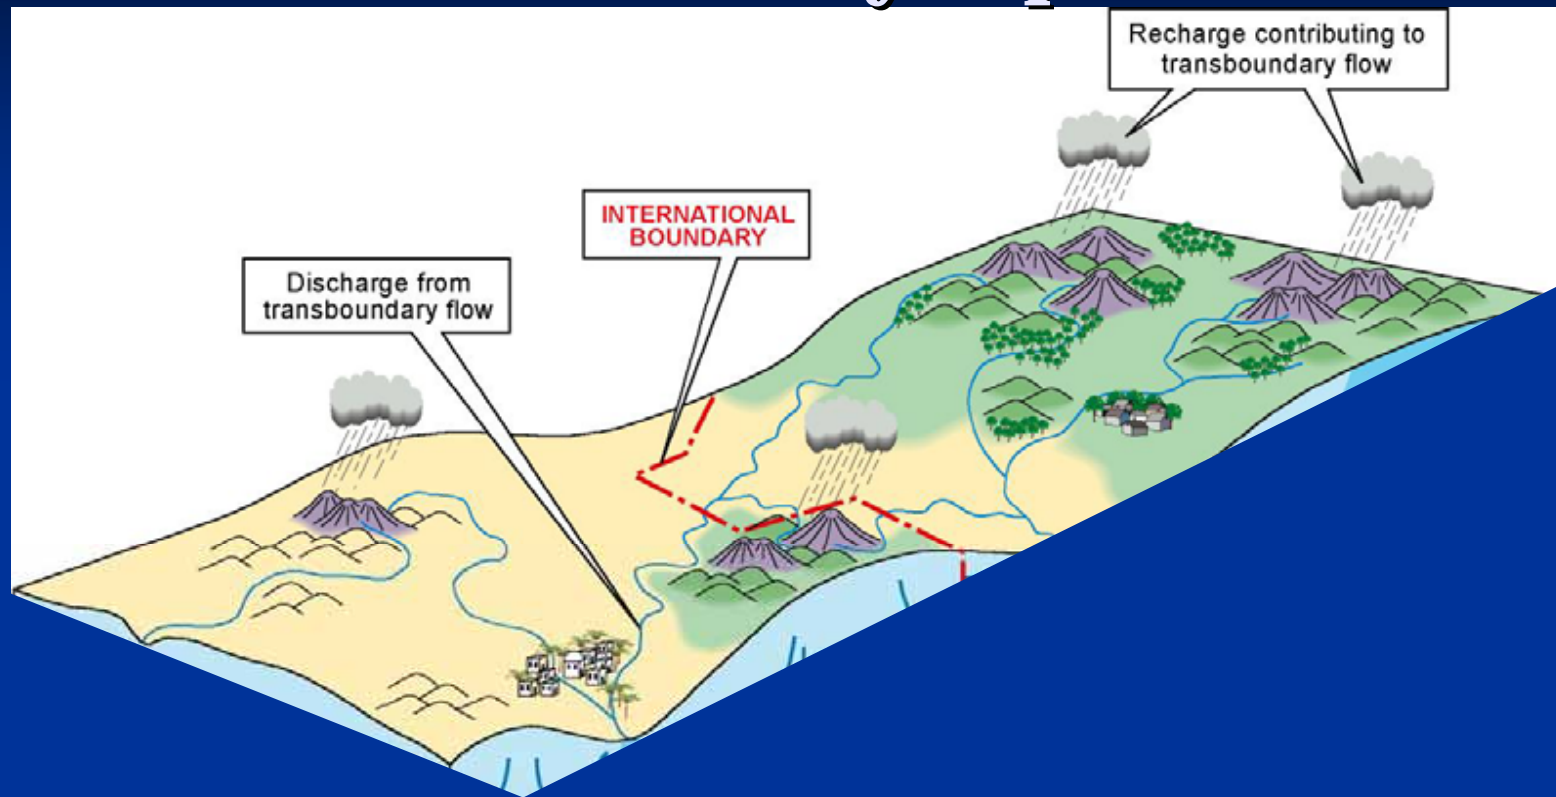 Recharge contributing to
transboundary flow
INTERNATIONAL
BOUNDARY
Discharge from
transboundary flow